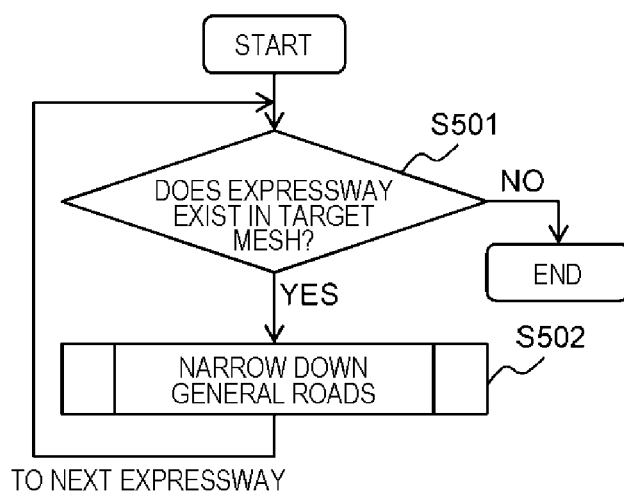 START
S501
DOES EXPRESSWAY
EXIST IN TARGET
MESH?
NO
END
YES
S502
NARROW DOWN
GENERAL ROADS
TO NEXT EXPRESSWAY